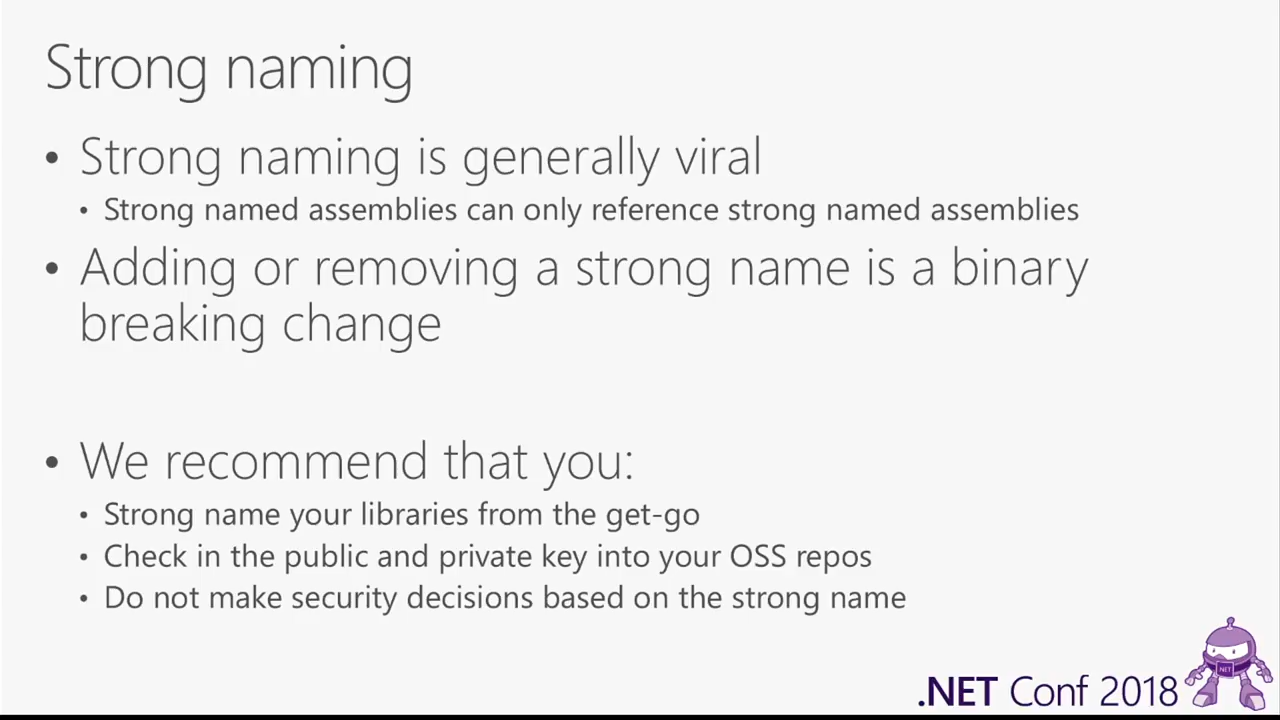 Strong naming
• Strong naming is generally viral
• Strong named assemblies can only reference strong named assemblies
• Adding or removing a strong name is a binary
breaking change
• We recommend that you:
• Strong name your libraries from the get-go
• Check in the public and private key into your OSS repos
• Do not make security decisions based on the strong name
.NET Conf 2018
.NET